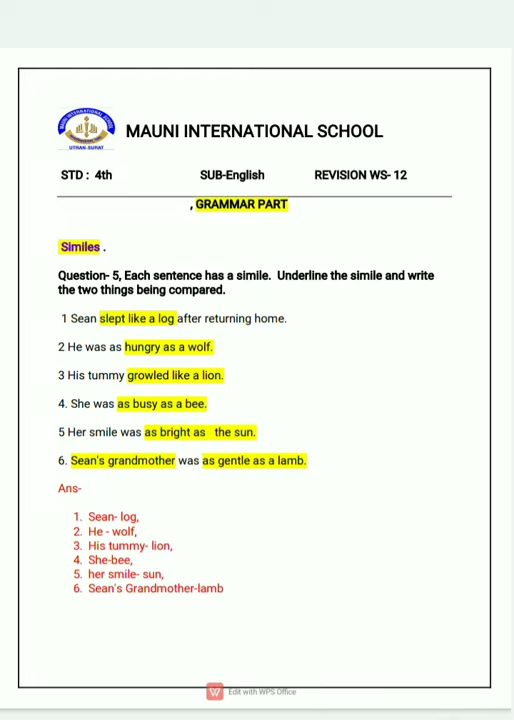 MAUNI INTERNATIONAL SCHOOL
UTRAN-SURAT
STD : 4th SUB-English REVISION WS- 12
, GRAMMAR PART
Similes .
Question- 5, Each sentence has a simile. Underline the simile and write
the two things being compared.
1 Sean slept like a log after returning home.
2 He was as hungry as a wolf.
3 His tummy growled like a lion.
4. She was as busy as a bee.
5 Her smile was as bright as the sun.
6. Sean's grandmother was as gentle as a lamb.
Ans-
1. Sean- log,
2. He - wolf,
3. His tummy- lion,
4. She-bee,
5. her smile- sun,
6. Sean's Grandmother-lamb
W Edit with WPS Office